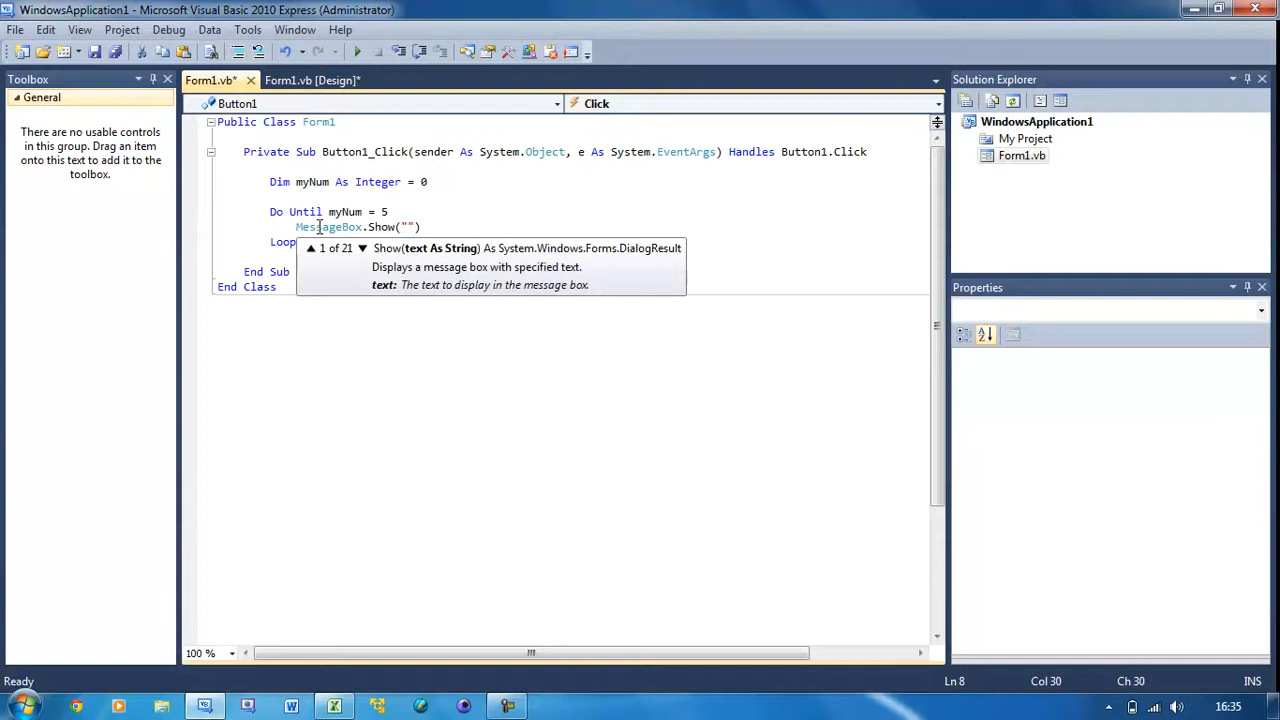 WindowsApplication1 - Microsoft Visual Basic 2010 Express (Administrator)
File Edit View Project Debug Data Tools Window Help
Toolbox
General
There are no usable controls
in this group. Drag an item
onto this text to add it to the
toolbox.
Form1.vb*
Form1.vb [Design]*
Button1
Click
Public Class Form1
Private Sub Button1_Click(sender As System.Object, e As System.EventArgs) Handles Button1.Click
Dim myNum As Integer = 0
Do Until myNum = 5
MessageBox.Show("")
Loop
1 of 21 Show(text As String) As System.Windows.Forms.DialogResult
Displays a message box with specified text.
text: The text to display in the message box.
End Sub
End Class
100 %
Solution Explorer
WindowsApplication1
My Project
Form1.vb
Properties
Ready
Ln 8
Col 30
Ch 30
INS
16:35